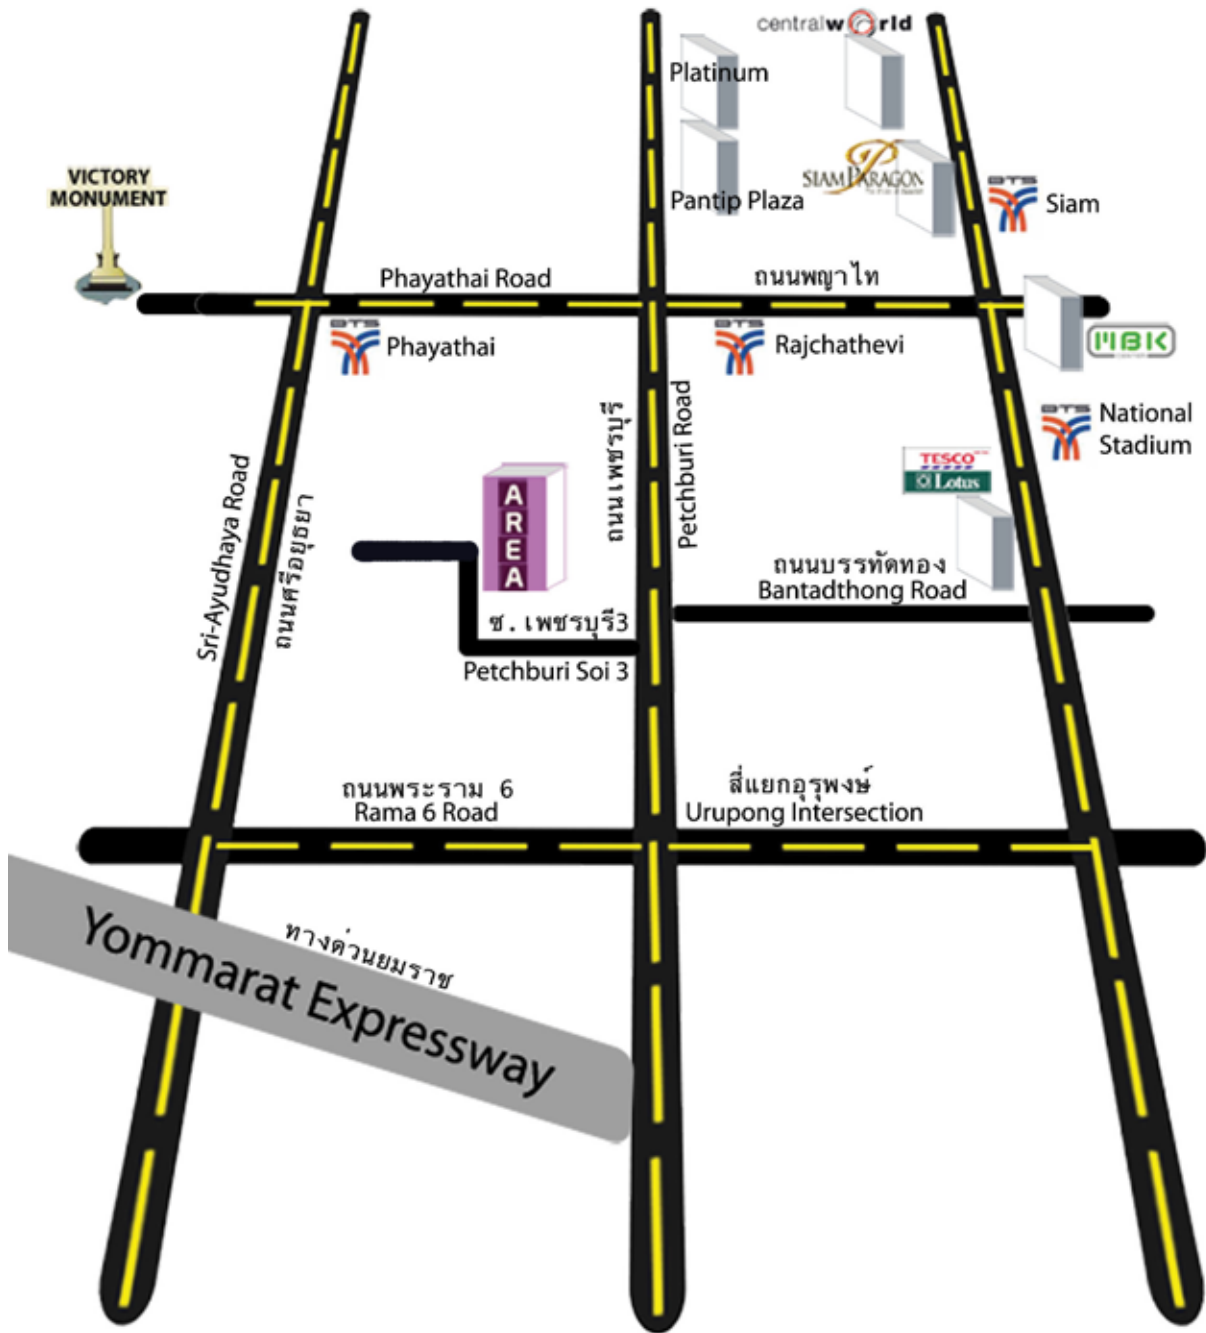 centralw rld
Platinum
VICTORY
MONUMENT
SIAM PARAGON
Pantip Plaza
BTS
Siam
Phayathai Road
ถนนพญาไท
BTS
Phayathai
BTS
Rajchathevi
MBK
CENTER
BTS
National
Stadium
ถนนเพชรบุรี
Petchburi Road
TESCO
Lotus
AREA
Sri-Ayudhaya Road
ถนนศรีอยุธยา
ถนนบรรทัดทอง
Bantadthong Road
ซ.เพชรบุรี3
Petchburi Soi 3
ถนนพระราม 6
Rama 6 Road
สี่แยกอุรุพงษ์
Urupong Intersection
ทางด่วนยมราช
Yommarat Expressway